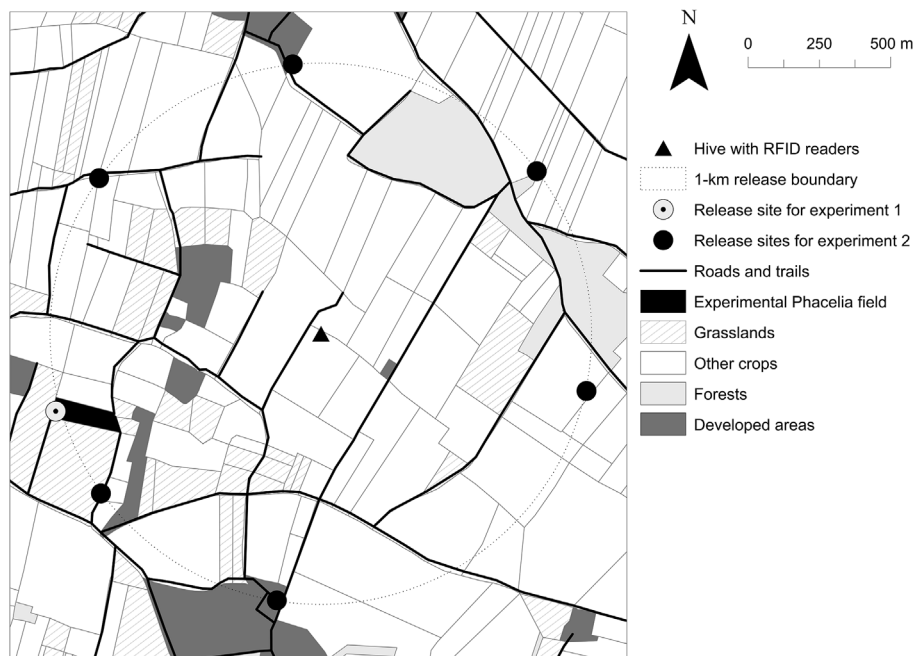 N
0 250 500 m
Hive with RFID readers
1-km release boundary
Release site for experiment 1
Release sites for experiment 2
Roads and trails
Experimental Phacelia field
Grasslands
Other crops
Forests
Developed areas